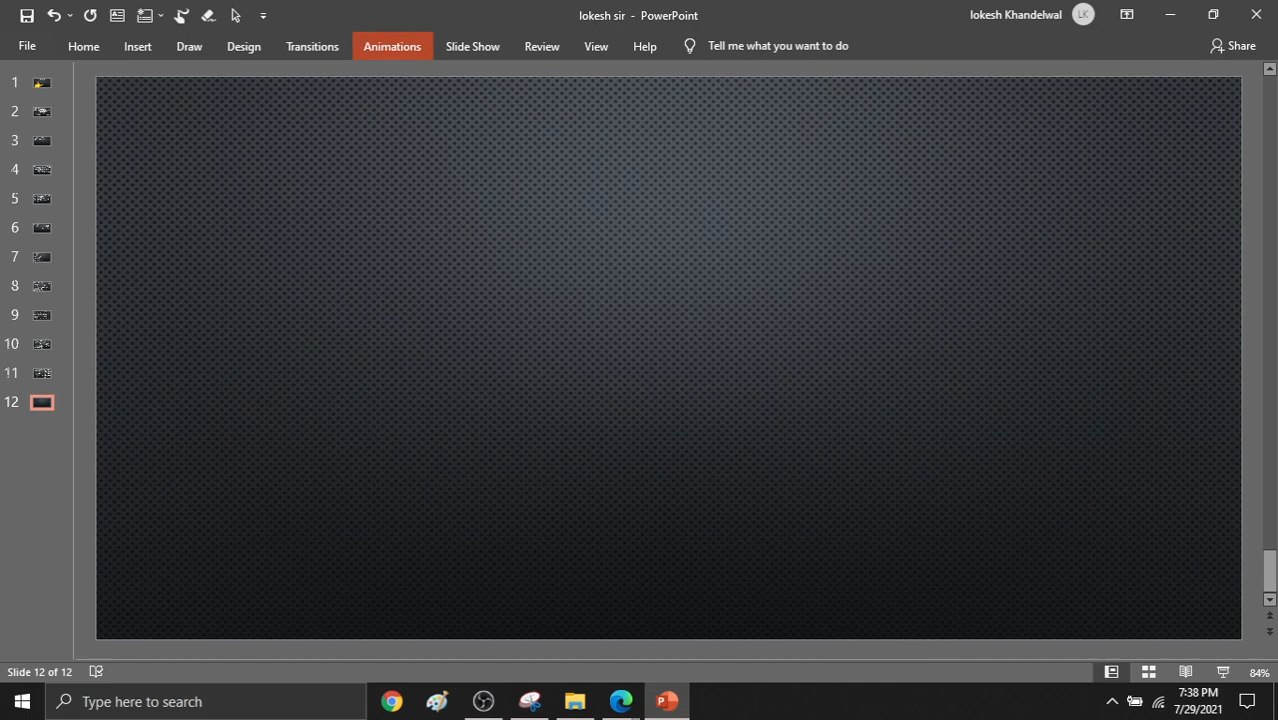 lokesh sir - PowerPoint
lokesh Khandelwal LK
File Home Insert Draw Design Transitions Animations Slide Show Review View Help Tell me what you want to do Share
1
2
3
4
5
6
7
8
9
10
11
12
Slide 12 of 12
84%
Type here to search
7:38 PM
7/29/2021